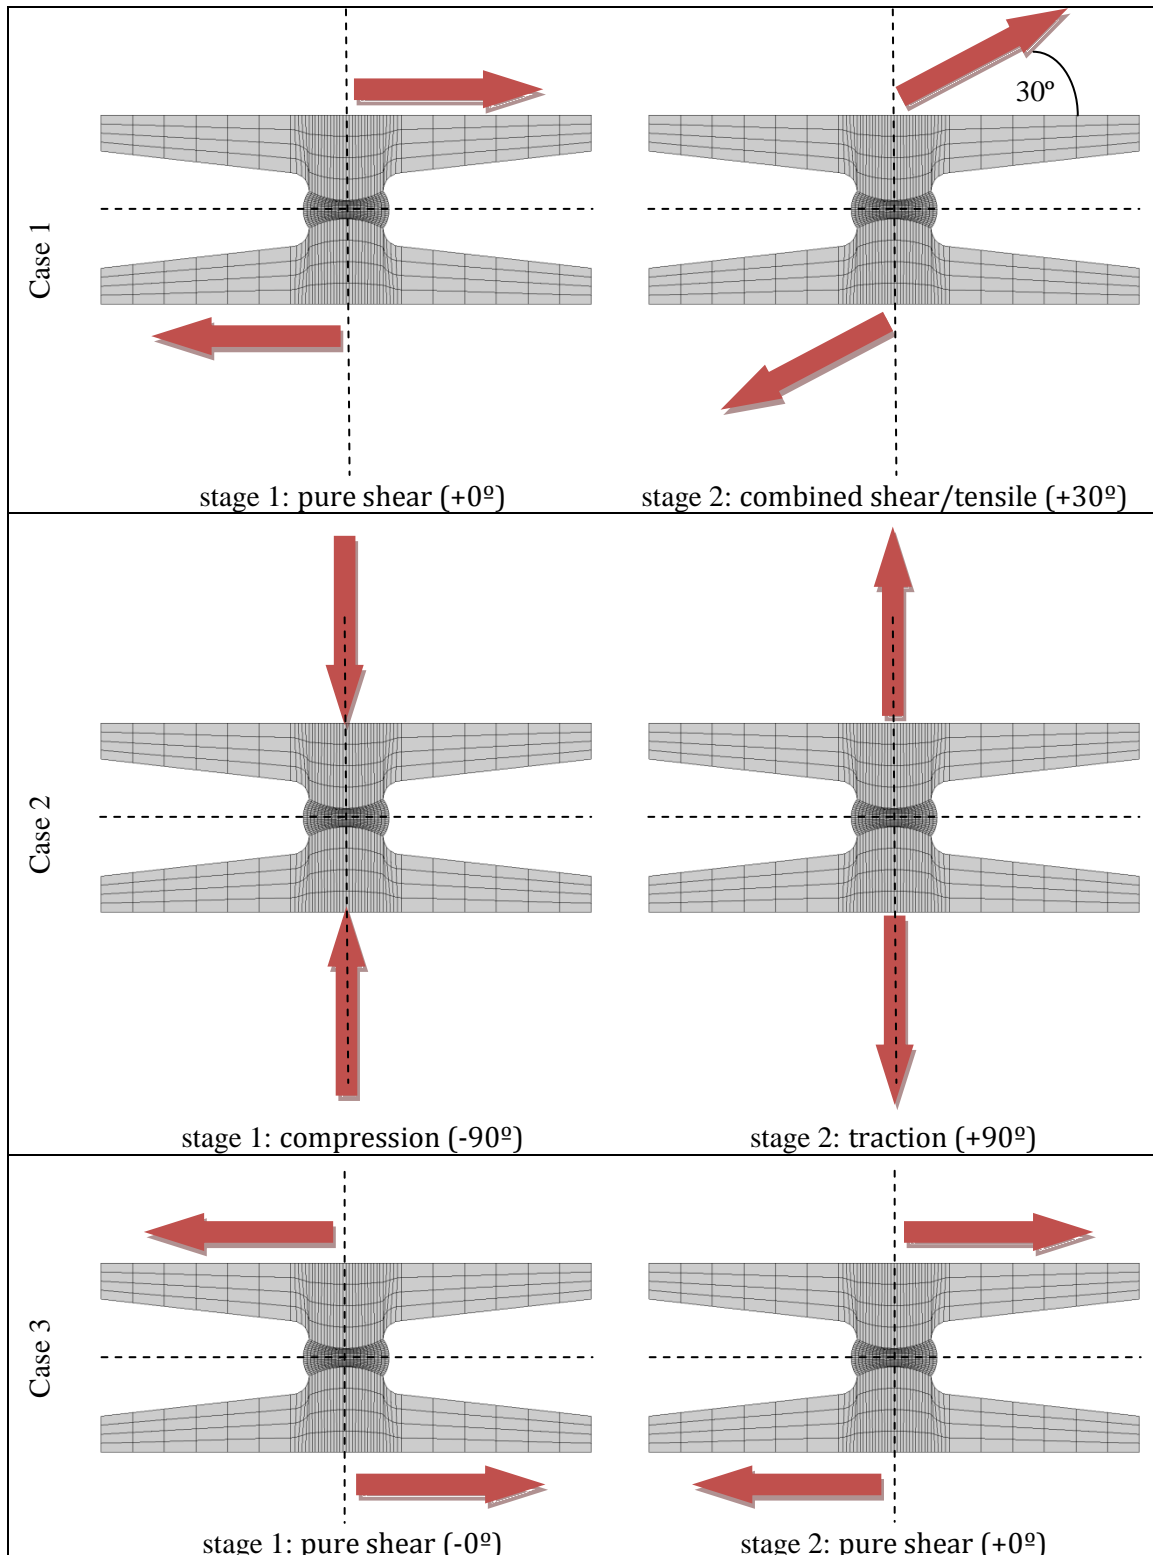 30º
Case 1
stage 1: pure shear (+0º)
stage 2: combined shear/tensile (+30º)
Case 2
stage 1: compression (-90º)
stage 2: traction (+90º)
Case 3
stage 1: pure shear (-0º)
stage 2: pure shear (+0º)